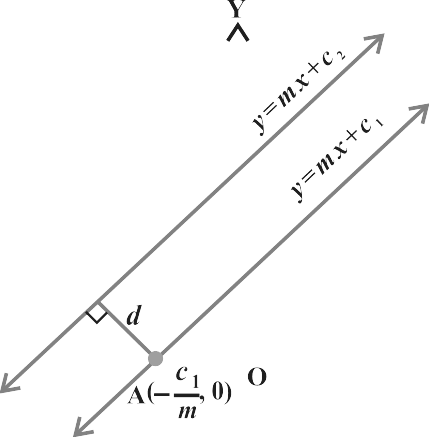 Y
y = mx + c₂
y = mx + c₁
d
A(−c₁/m, 0) O